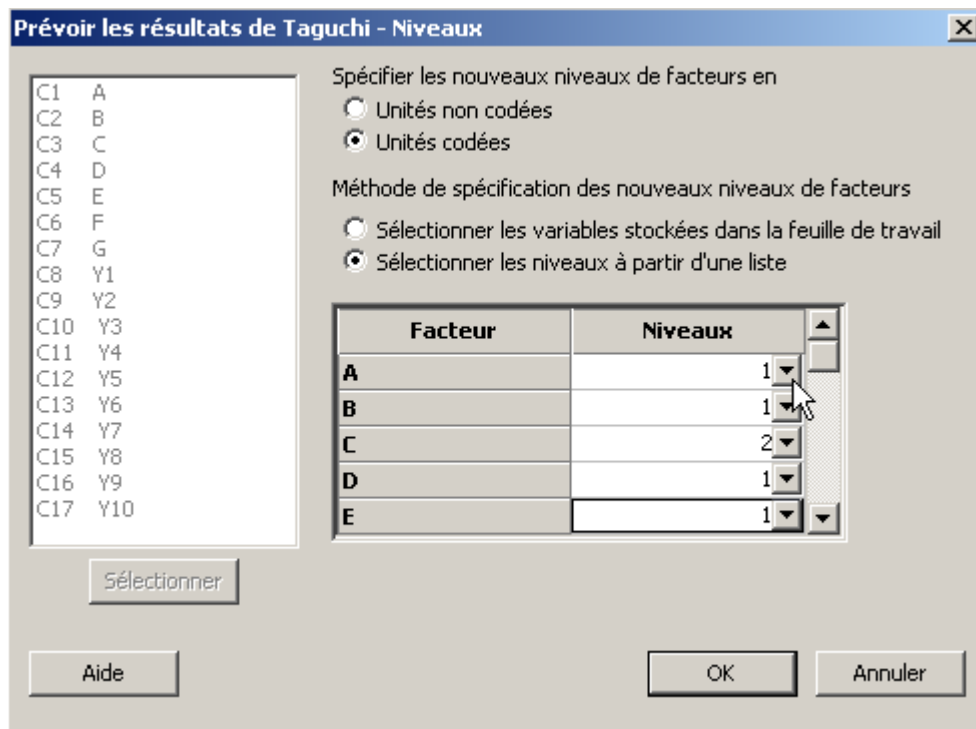 Prévoir les résultats de Taguchi - Niveaux
C1 A
C2 B
C3 C
C4 D
C5 E
C6 F
C7 G
C8 Y1
C9 Y2
C10 Y3
C11 Y4
C12 Y5
C13 Y6
C14 Y7
C15 Y8
C16 Y9
C17 Y10
Sélectionner
Spécifier les nouveaux niveaux de facteurs en
Unités non codées
Unités codées
Méthode de spécification des nouveaux niveaux de facteurs
Sélectionner les variables stockées dans la feuille de travail
Sélectionner les niveaux à partir d'une liste
Facteur Niveaux
A 1
B 1
C 2
D 1
E 1
Aide OK Annuler